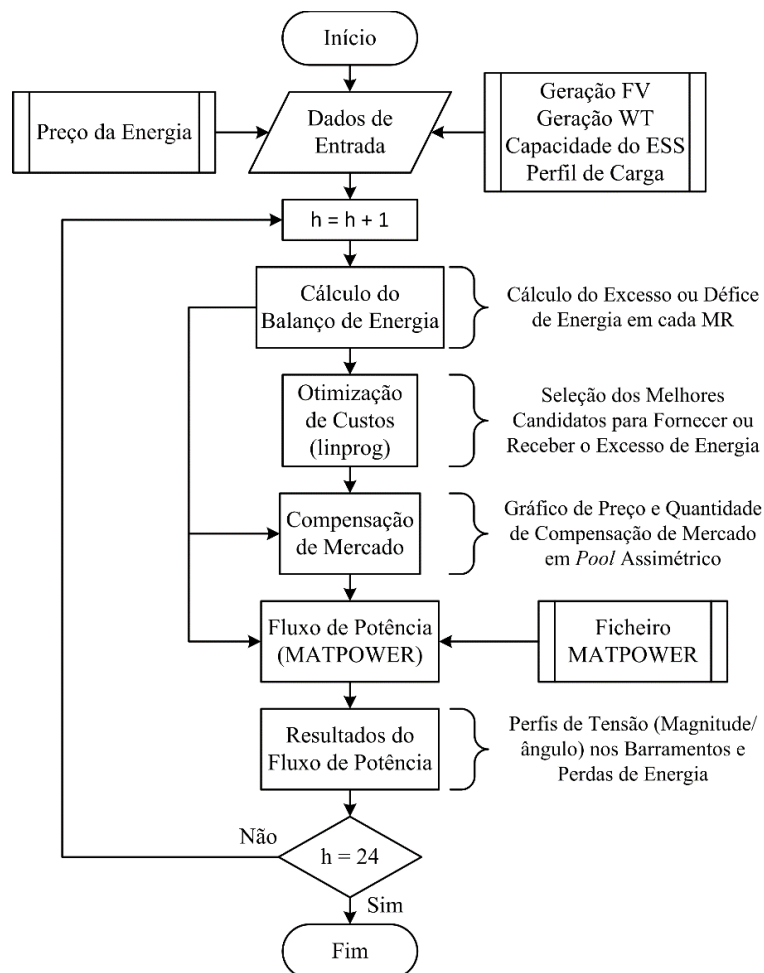 Início
Preço da Energia
Dados de
Entrada
Geração FV
Geração WT
Capacidade do ESS
Perfil de Carga
h = h + 1
Cálculo do
Balanço de Energia
Cálculo do Excesso ou Défice
de Energia em cada MR
Otimização
de Custos
(linprog)
Seleção dos Melhores
Candidatos para Fornecer ou
Receber o Excesso de Energia
Compensação
de Mercado
Gráfico de Preço e Quantidade
de Compensação de Mercado
em Pool Assimétrico
Fluxo de Potência
(MATPOWER)
Ficheiro
MATPOWER
Resultados do
Fluxo de Potência
Perfis de Tensão (Magnitude/
ângulo) nos Barramentos e
Perdas de Energia
Não
h = 24
Sim
Fim